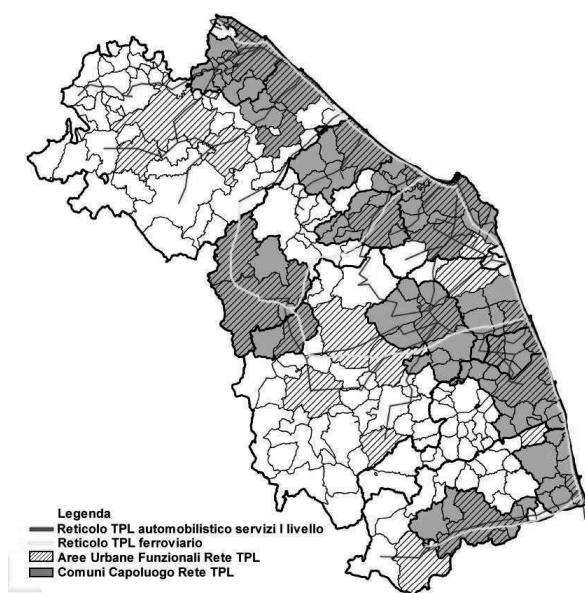 Legenda
Reticolo TPL automobilistico servizi I livello
Reticolo TPL ferroviario
Aree Urbane Funzionali Rete TPL
Comuni Capoluogo Rete TPL